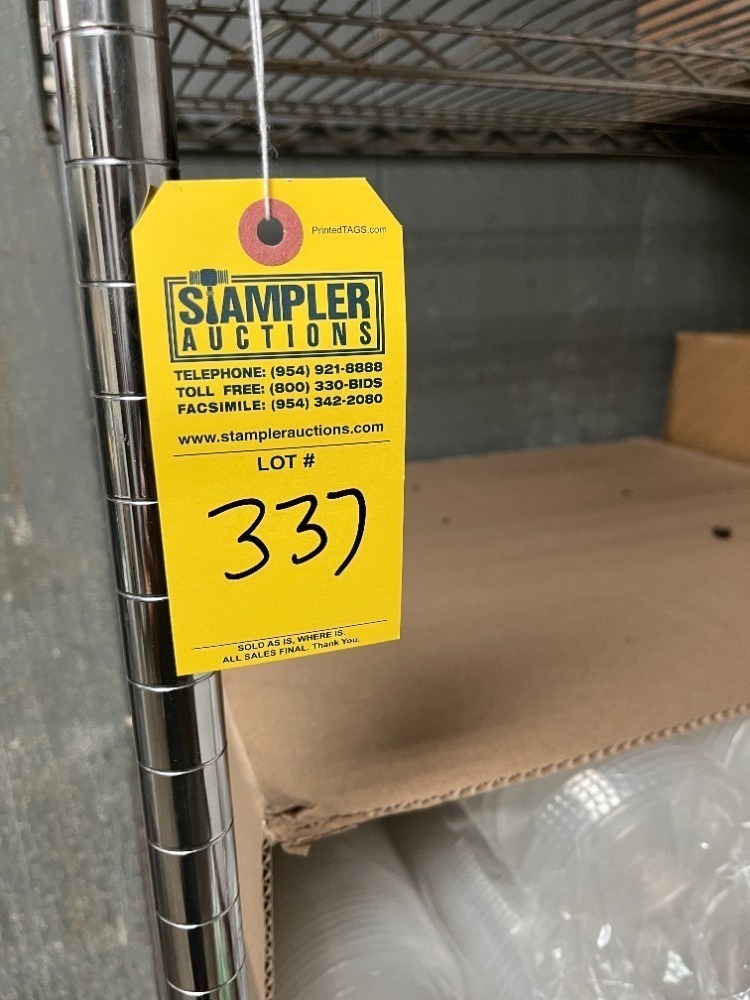 PrintedTAGS.com
STAMPLER
AUCTIONS
TELEPHONE: (954) 921-8888
TOLL FREE: (800) 330-BIDS
FACSIMILE: (954) 342-2080
www.stamplerauctions.com
LOT #
337
SOLD AS IS, WHERE IS.
ALL SALES FINAL. Thank You.